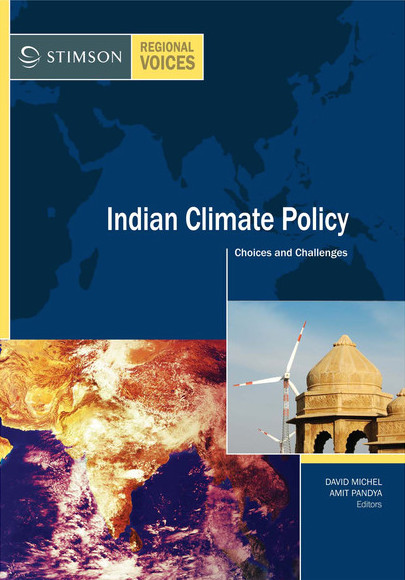 STIMSON
REGIONAL
VOICES
Indian Climate Policy
Choices and Challenges
DAVID MICHEL
AMIT PANDYA
Editors